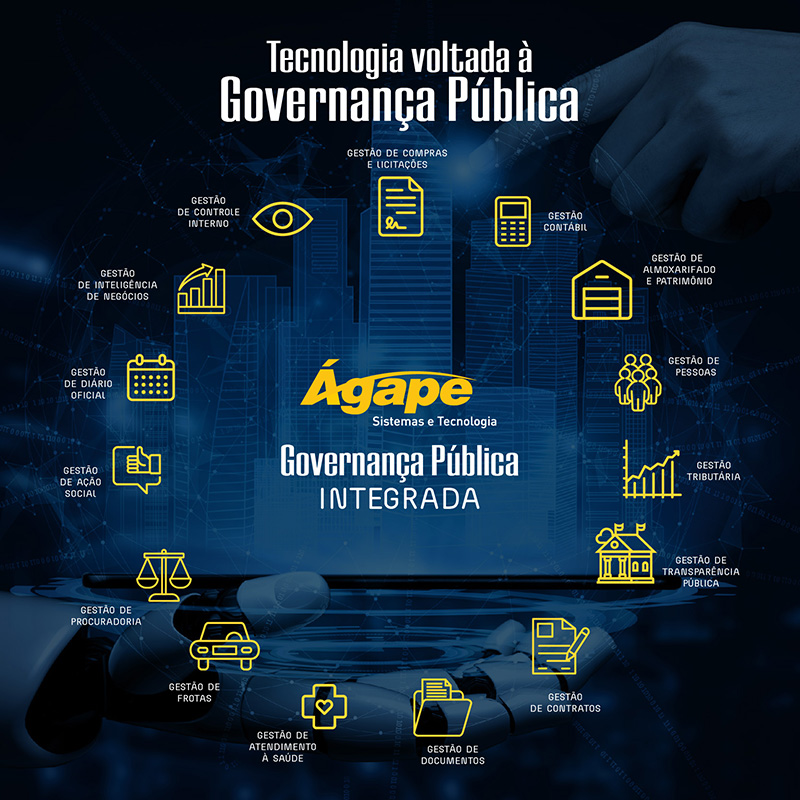 Tecnologia voltada à
Governança Pública
GESTÃO DE COMPRAS
E LICITAÇÕES
GESTÃO
CONTÁBIL
GESTÃO DE
ALMOXARIFADO
E PATRIMÔNIO
GESTÃO DE
PESSOAS
GESTÃO
TRIBUTÁRIA
GESTÃO DE
TRANSPARÊNCIA
PÚBLICA
GESTÃO
DE CONTRATOS
GESTÃO DE
DOCUMENTOS
GESTÃO DE
ATENDIMENTO
À SAÚDE
GESTÃO DE
FROTAS
GESTÃO DE
PROCURADORIA
GESTÃO
DE AÇÃO
SOCIAL
GESTÃO
DE DIÁRIO
OFICIAL
GESTÃO
DE INTELIGÊNCIA
DE NEGÓCIOS
GESTÃO
DE CONTROLE
INTERNO
Ágape
Sistemas e Tecnologia
Governança Pública
INTEGRADA